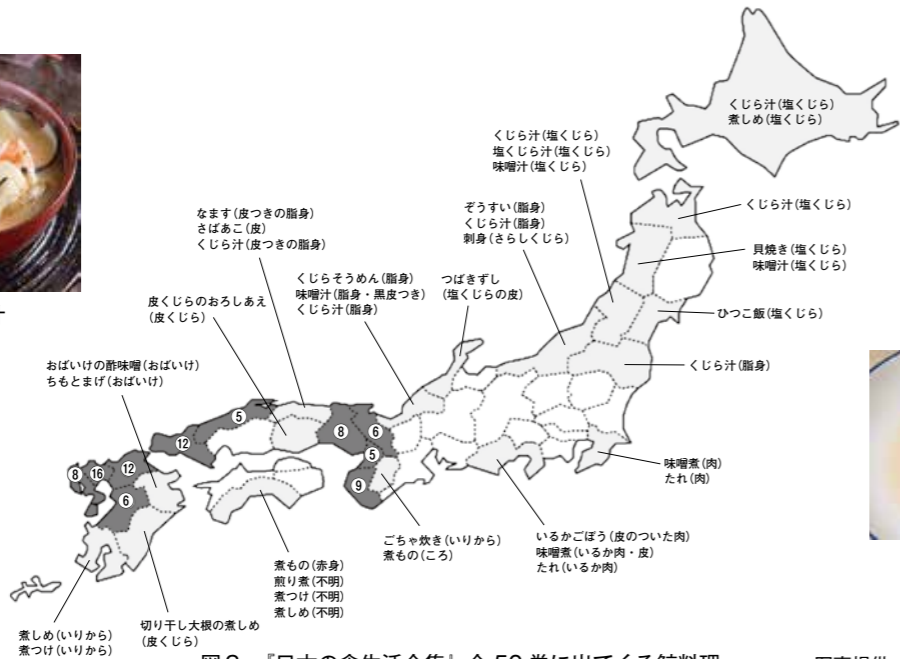 くじら汁(塩くじら)
煮しめ(塩くじら)
くじら汁(塩くじら)
塩くじら汁(塩くじら)
味噌汁(塩くじら)
くじら汁(塩くじら)
ぞうすい(脂身)
くじら汁(脂身)
刺身(さらしくじら)
貝焼き(塩くじら)
味噌汁(塩くじら)
なます(皮つきの脂身)
さばあこ(皮)
くじら汁(皮つきの脂身)
くじらそうめん(脂身)
味噌汁(脂身・黒皮つき)
くじら汁(脂身)
つばきずし
(塩くじらの皮)
皮くじらのおろしあえ
(皮くじら)
ひつこ飯(塩くじら)
おばいけの酢味噌(おばいけ)
ちもとまげ(おばいけ)
くじら汁(脂身)
5
12
8
6
5
9
8
16
12
6
味噌煮(肉)
たれ(肉)
ごちゃ炊き(いりから)
煮もの(ころ)
いるかごぼう(皮のついた肉)
味噌煮(いるか肉・皮)
たれ(いるか肉)
煮もの(赤身)
煎り煮(不明)
煮つけ(不明)
煮しめ(不明)
切り干し大根の煮しめ
(皮くじら)
煮しめ(いりから)
煮つけ(いりから)